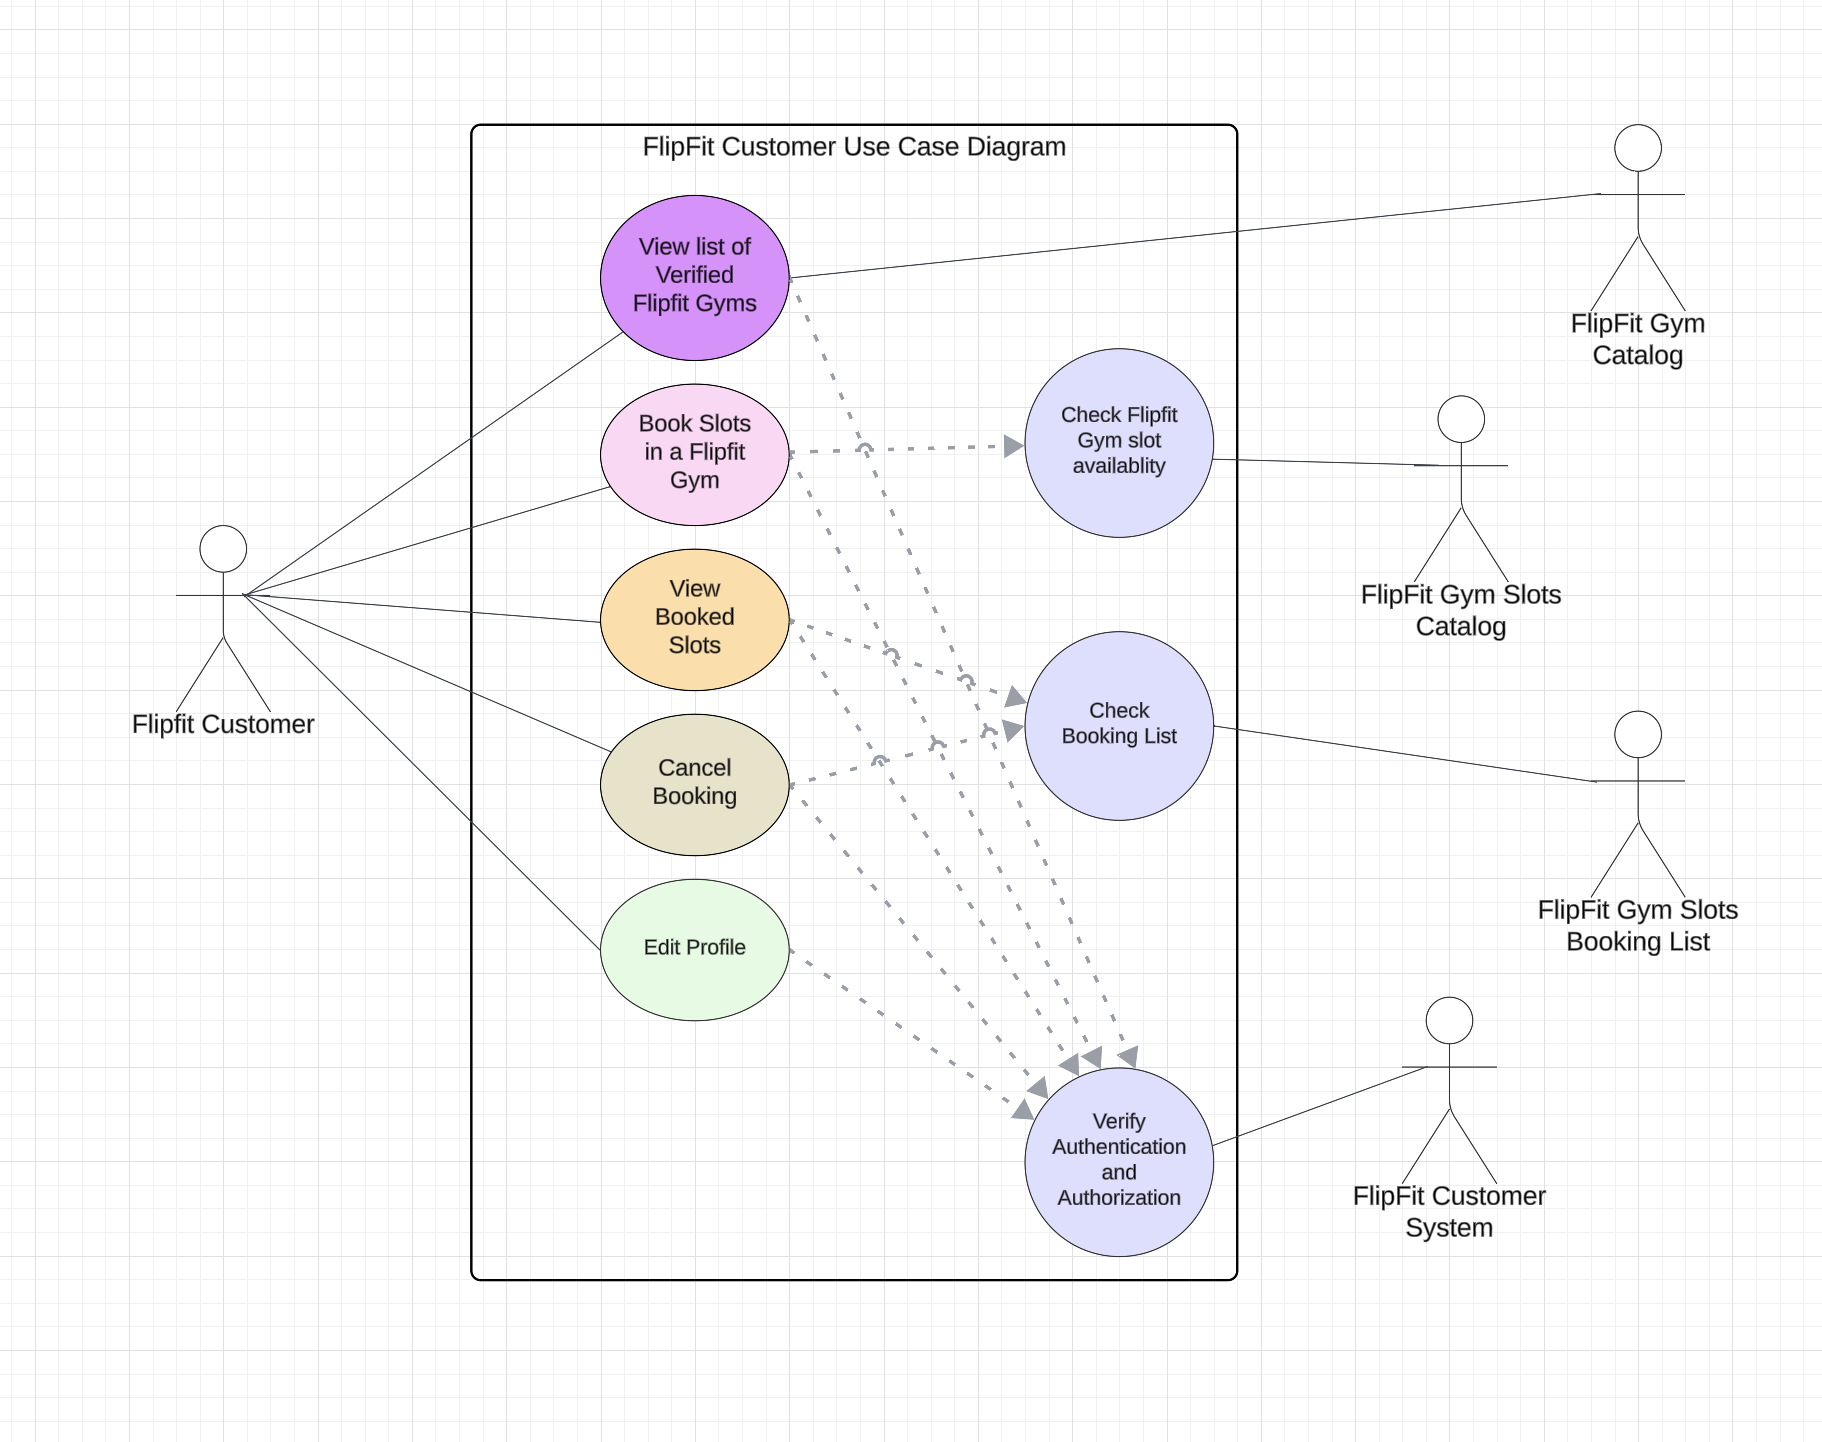 FlipFit Customer Use Case Diagram
View list of
Verified
Flipfit Gyms
Book Slots
in a Flipfit
Gym
View
Booked
Slots
Cancel
Booking
Edit Profile
Check Flipfit
Gym slot
availablity
Check
Booking List
Verify
Authentication
and
Authorization
Flipfit Customer
FlipFit Gym
Catalog
FlipFit Gym Slots
Catalog
FlipFit Gym Slots
Booking List
FlipFit Customer
System